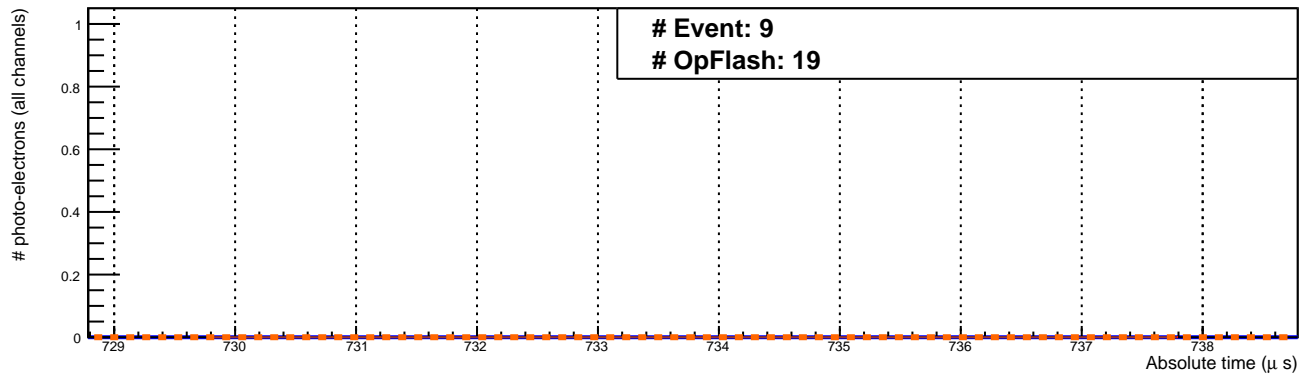 # Event: 9
# OpFlash: 19
# photo-electrons (all channels)
1
0.8
0.6
0.4
0.2
0
729 730 731 732 733 734 735 736 737 738
Absolute time (μ s)